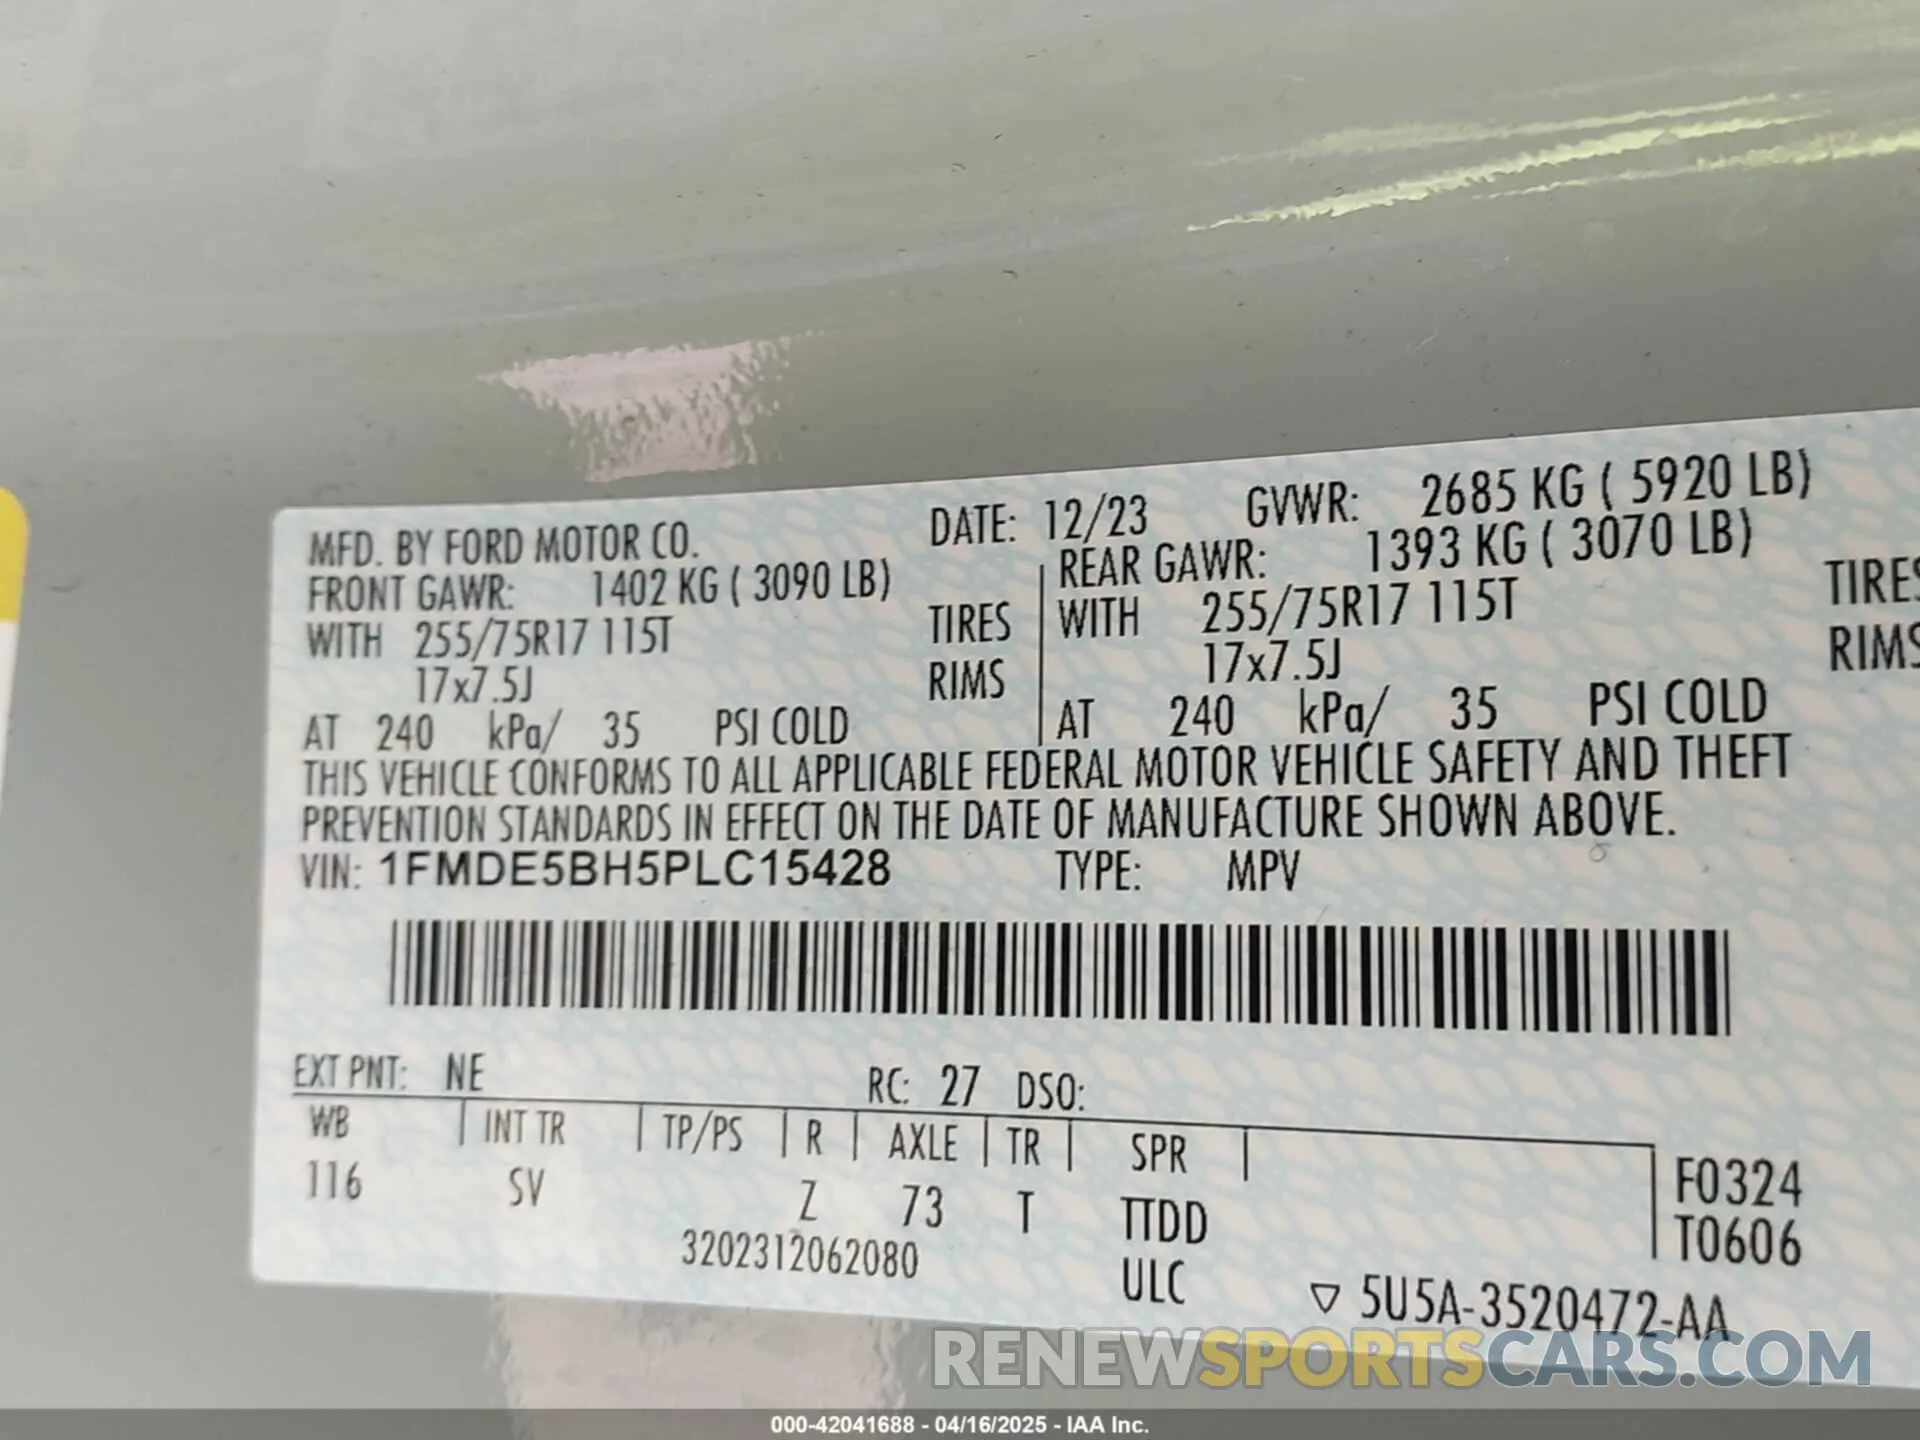 MFD. BY FORD MOTOR CO. DATE: 12/23 GVWR: 2685 KG ( 5920 LB)
FRONT GAWR: 1402 KG ( 3090 LB) REAR GAWR: 1393 KG ( 3070 LB)
WITH 255/75R17 115T TIRES WITH 255/75R17 115T TIRES
17x7.5J RIMS 17x7.5J RIMS
AT 240 kPa/ 35 PSI COLD AT 240 kPa/ 35 PSI COLD
THIS VEHICLE CONFORMS TO ALL APPLICABLE FEDERAL MOTOR VEHICLE SAFETY AND THEFT
PREVENTION STANDARDS IN EFFECT ON THE DATE OF MANUFACTURE SHOWN ABOVE.
VIN: 1FMDE5BH5PLC15428 TYPE: MPV
EXT PNT: NE RC: 27 DSO:
WB INT TR TP/PS R AXLE TR SPR
116 SV Z 73 T TTDD
F0324
T0606
3202312062080 ULC
▽ 5U5A-3520472-AA
RENEWSPORTSCARS.COM
000-42041688 - 04/16/2025 - IAA Inc.